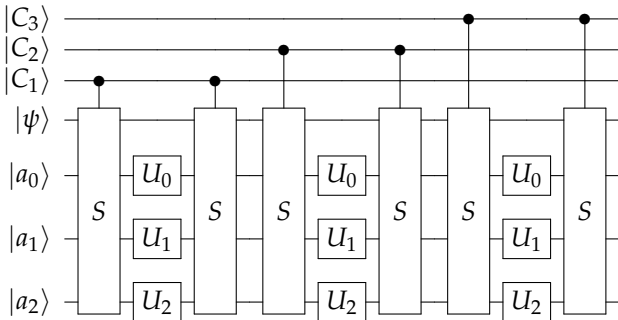 |C₃⟩
|C₂⟩
|C₁⟩
|ψ⟩
|a₀⟩ U₀ U₀ U₀
S S S S S S
|a₁⟩ U₁ U₁ U₁
|a₂⟩ U₂ U₂ U₂